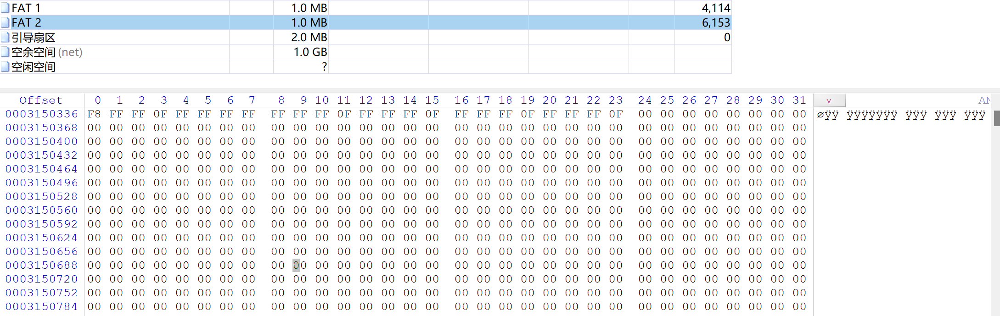 FAT 1 1.0 MB 4,114
FAT 2 1.0 MB 6,153
引导扇区 2.0 MB 0
空余空间 (net) 1.0 GB
空闲空间 ?
Offset 0 1 2 3 4 5 6 7 8 9 10 11 12 13 14 15 16 17 18 19 20 21 22 23 24 25 26 27 28 29 30 31 v AN
0003150336 F8 FF FF 0F FF FF FF FF FF FF FF 0F FF FF FF 0F FF FF FF 0F FF FF FF 0F 00 00 00 00 00 00 00 00 øÿÿ ÿÿÿÿÿÿÿ ÿÿÿ ÿÿÿ ÿÿÿ
0003150368 00 00 00 00 00 00 00 00 00 00 00 00 00 00 00 00 00 00 00 00 00 00 00 00 00 00 00 00 00 00 00 00
0003150400 00 00 00 00 00 00 00 00 00 00 00 00 00 00 00 00 00 00 00 00 00 00 00 00 00 00 00 00 00 00 00 00
0003150432 00 00 00 00 00 00 00 00 00 00 00 00 00 00 00 00 00 00 00 00 00 00 00 00 00 00 00 00 00 00 00 00
0003150464 00 00 00 00 00 00 00 00 00 00 00 00 00 00 00 00 00 00 00 00 00 00 00 00 00 00 00 00 00 00 00 00
0003150496 00 00 00 00 00 00 00 00 00 00 00 00 00 00 00 00 00 00 00 00 00 00 00 00 00 00 00 00 00 00 00 00
0003150528 00 00 00 00 00 00 00 00 00 00 00 00 00 00 00 00 00 00 00 00 00 00 00 00 00 00 00 00 00 00 00 00
0003150560 00 00 00 00 00 00 00 00 00 00 00 00 00 00 00 00 00 00 00 00 00 00 00 00 00 00 00 00 00 00 00 00
0003150592 00 00 00 00 00 00 00 00 00 00 00 00 00 00 00 00 00 00 00 00 00 00 00 00 00 00 00 00 00 00 00 00
0003150624 00 00 00 00 00 00 00 00 00 00 00 00 00 00 00 00 00 00 00 00 00 00 00 00 00 00 00 00 00 00 00 00
0003150656 00 00 00 00 00 00 00 00 00 00 00 00 00 00 00 00 00 00 00 00 00 00 00 00 00 00 00 00 00 00 00 00
0003150688 00 00 00 00 00 00 00 00 00 00 00 00 00 00 00 00 00 00 00 00 00 00 00 00 00 00 00 00 00 00 00 00
0003150720 00 00 00 00 00 00 00 00 00 00 00 00 00 00 00 00 00 00 00 00 00 00 00 00 00 00 00 00 00 00 00 00
0003150752 00 00 00 00 00 00 00 00 00 00 00 00 00 00 00 00 00 00 00 00 00 00 00 00 00 00 00 00 00 00 00 00
0003150784 00 00 00 00 00 00 00 00 00 00 00 00 00 00 00 00 00 00 00 00 00 00 00 00 00 00 00 00 00 00 00 00